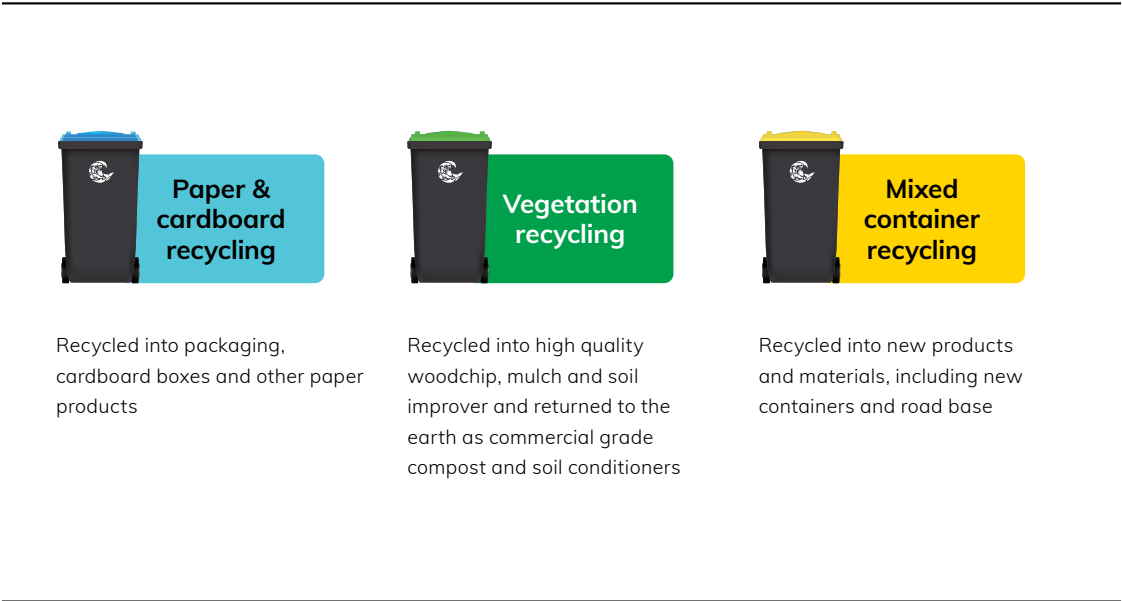 Paper &
cardboard
recycling
Recycled into packaging,
cardboard boxes and other paper
products
Vegetation
recycling
Recycled into high quality
woodchip, mulch and soil
improver and returned to the
earth as commercial grade
compost and soil conditioners
Mixed
container
recycling
Recycled into new products
and materials, including new
containers and road base